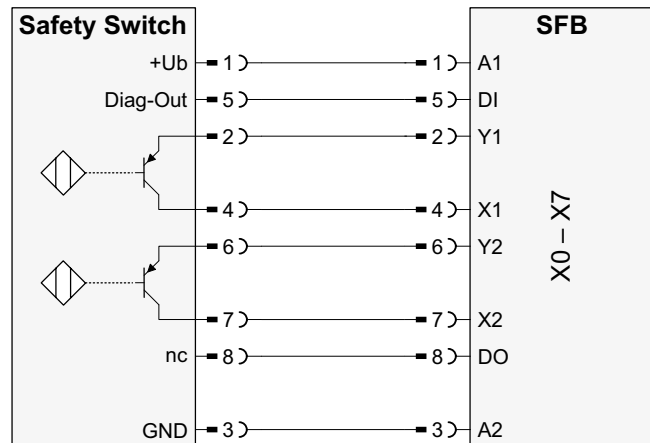 Safety Switch SFB
+Ub 1 1 A1
Diag-Out 5 5 DI
2 2 Y1
4 4 X1
6 6 Y2
7 7 X2
nc 8 8 DO
GND 3 3 A2
X0 – X7